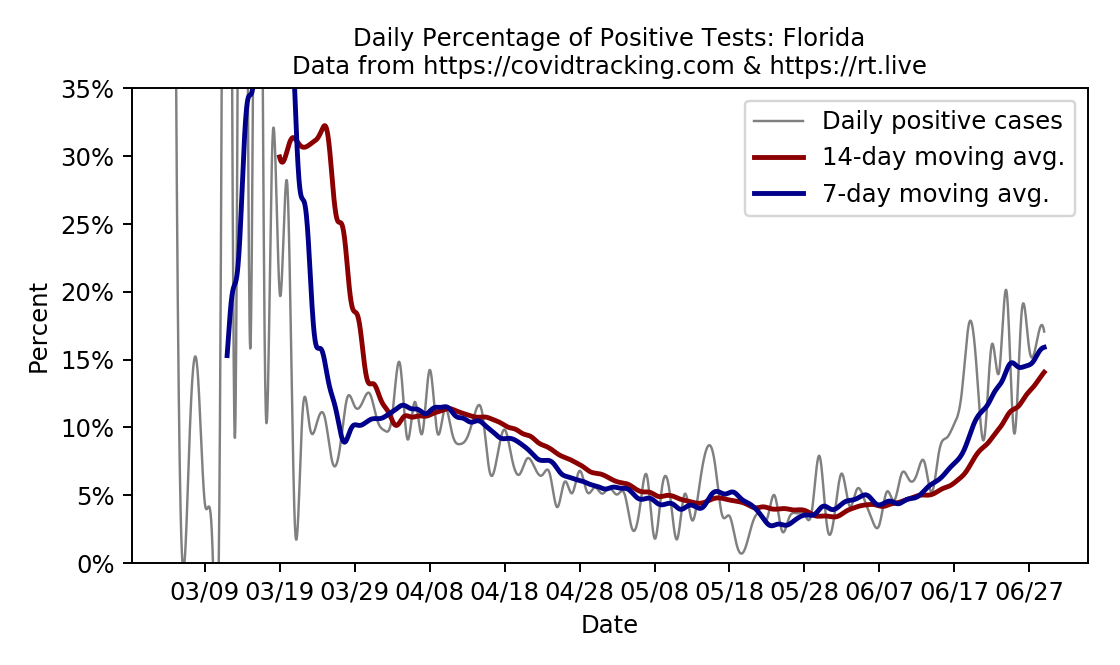 Daily Percentage of Positive Tests: Florida
Data from https://covidtracking.com & https://rt.live
35%
30%
25%
20%
15%
10%
5%
0%
Percent
Daily positive cases
14-day moving avg.
7-day moving avg.
03/09 03/19 03/29 04/08 04/18 04/28 05/08 05/18 05/28 06/07 06/17 06/27
Date